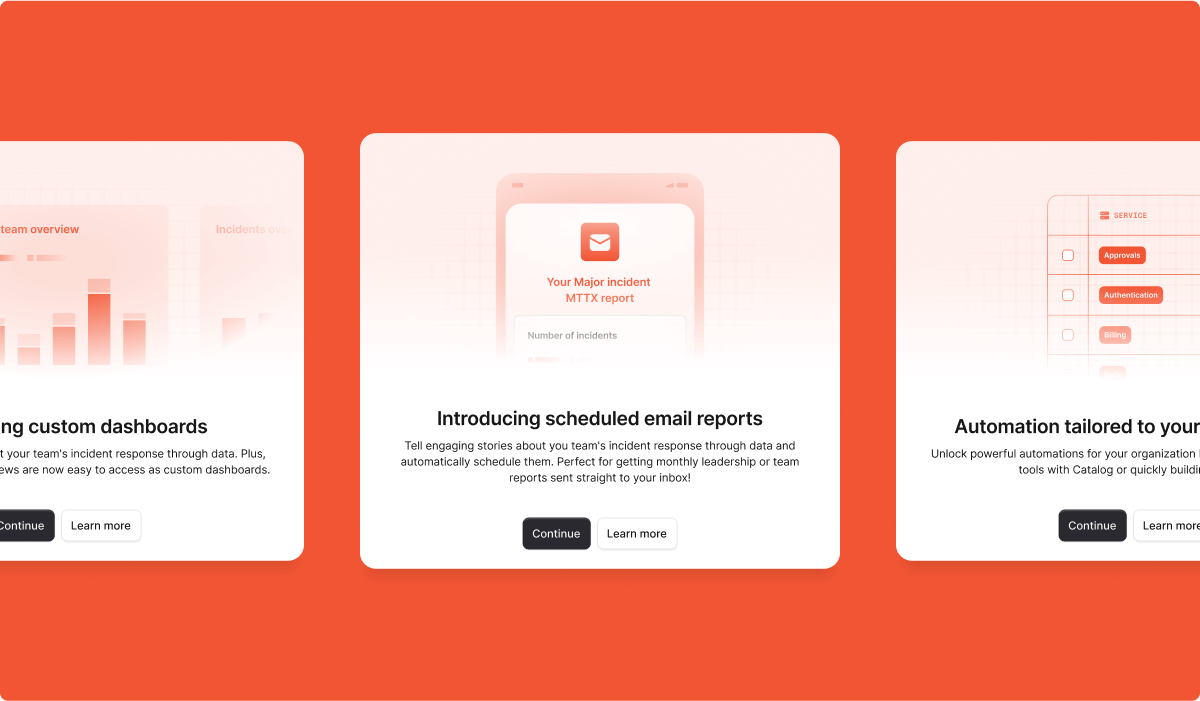 team overview
Incidents
ng custom dashboards
t your team's incident response through data. Plus,
ews are now easy to access as custom dashboards.
Continue
Learn more
Your Major incident
MTTX report
Number of incidents
Introducing scheduled email reports
Tell engaging stories about you team's incident response through data and
automatically schedule them. Perfect for getting monthly leadership or team
reports sent straight to your inbox!
Continue
Learn more
SERVICE
Approvals
Authentication
Billing
Automation tailored to your
Unlock powerful automations for your organization
tools with Catalog or quickly buildin
Continue
Learn more